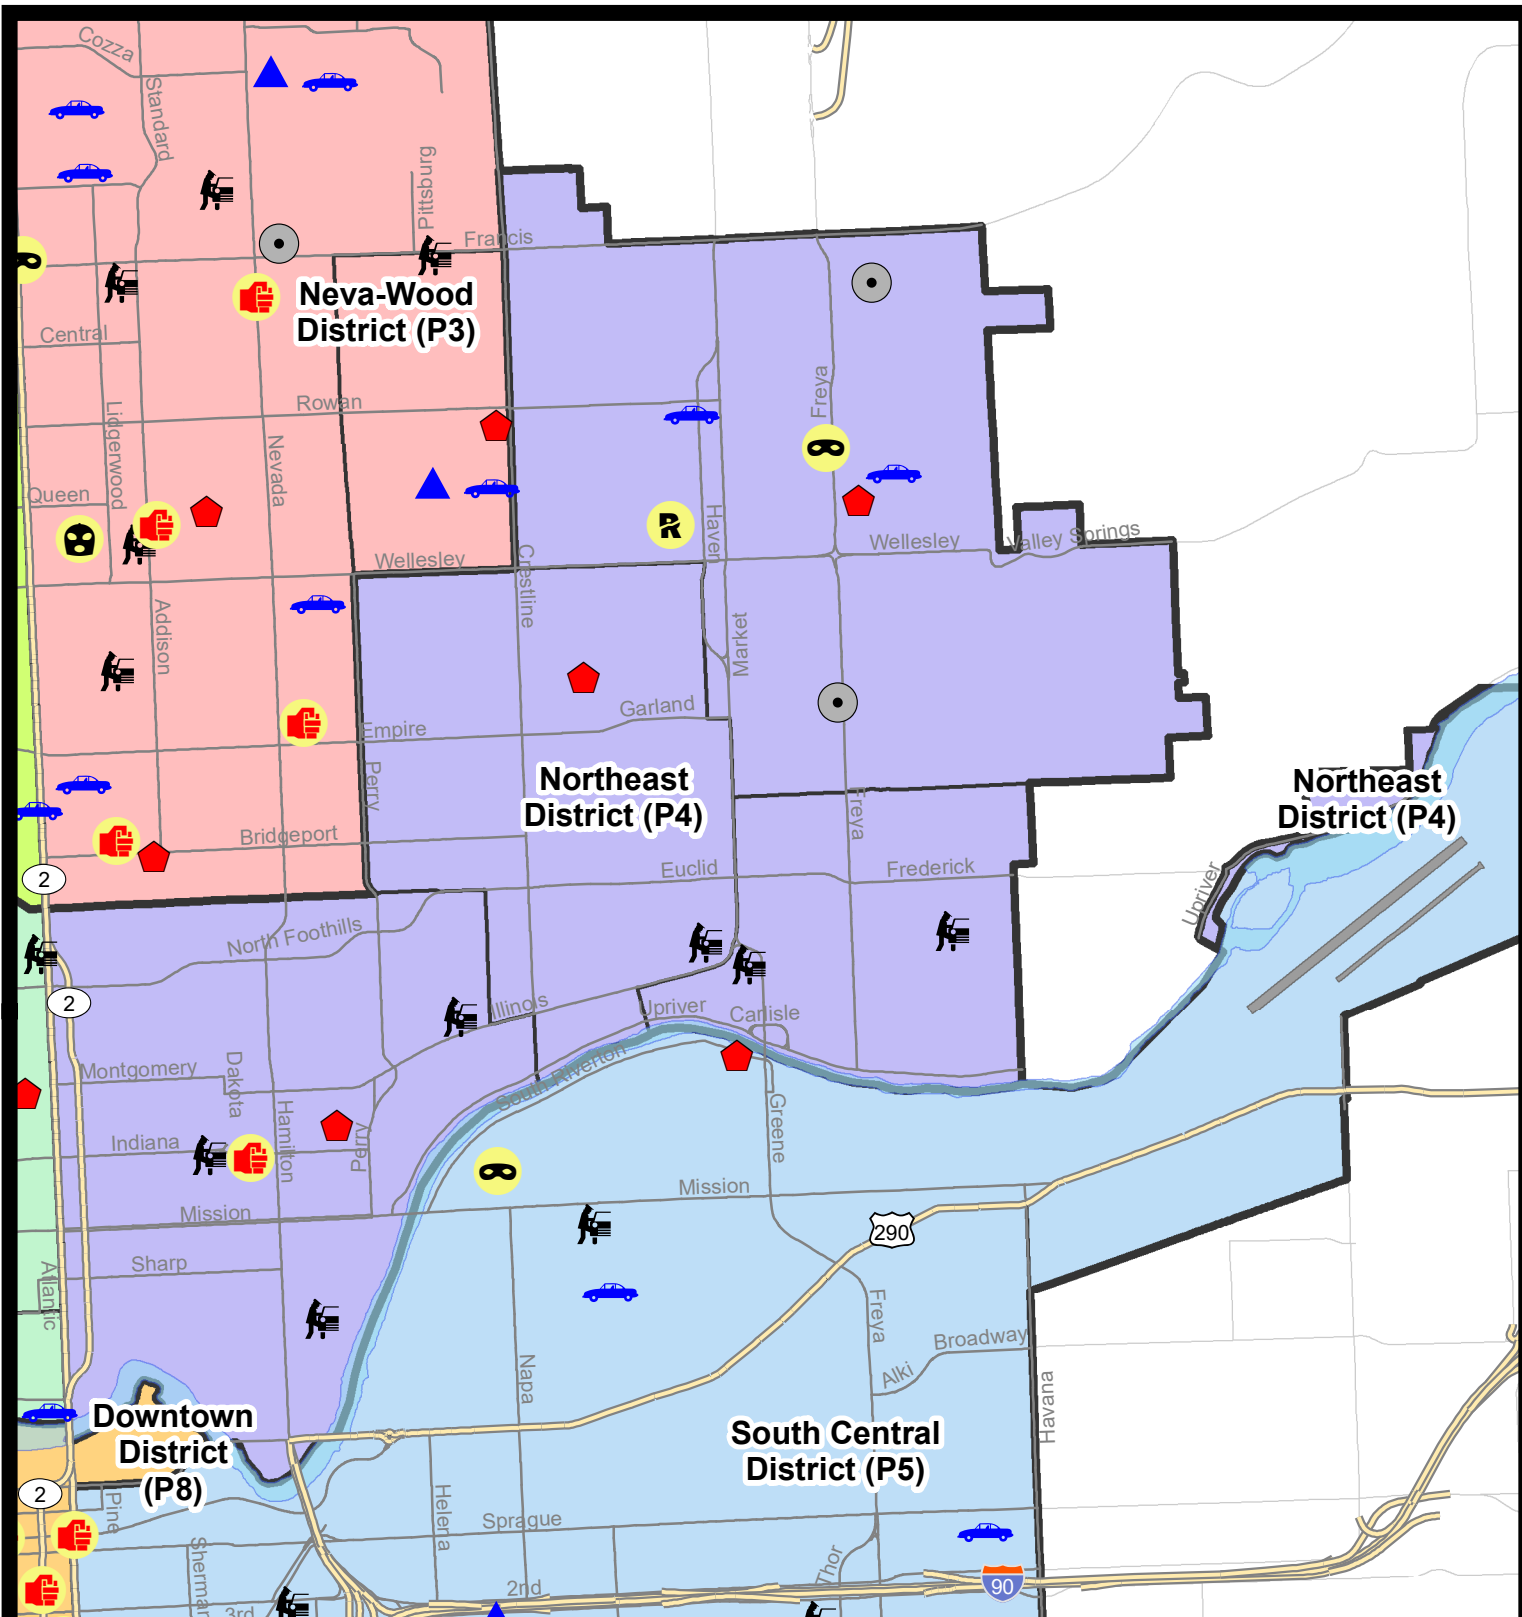 Cozza
Standard
Pittsburg
Francis
Neva-Wood
District (P3)
Central
Rowan
Lidgerwood
Nevada
Freya
Queen
Haven
Wellesley
Valley Springs
Wellesley
Crestline
Addison
Market
Garland
Empire
Perry
Northeast
District (P4)
Northeast
District (P4)
Freya
Bridgeport
Euclid
Frederick
2
Upriver
North Foothills
2
Illinois
Upriver
Carlisle
South Riverton
Montgomery
Dakota
Hamilton
Perry
Greene
Indiana
Mission
Mission
290
Sharp
Atlantic
Freya
Broadway
Alki
Napa
Havana
Downtown
District
(P8)
South Central
District (P5)
2
Pine
Helena
Sprague
Sherman
Thor
2nd
90
3rd